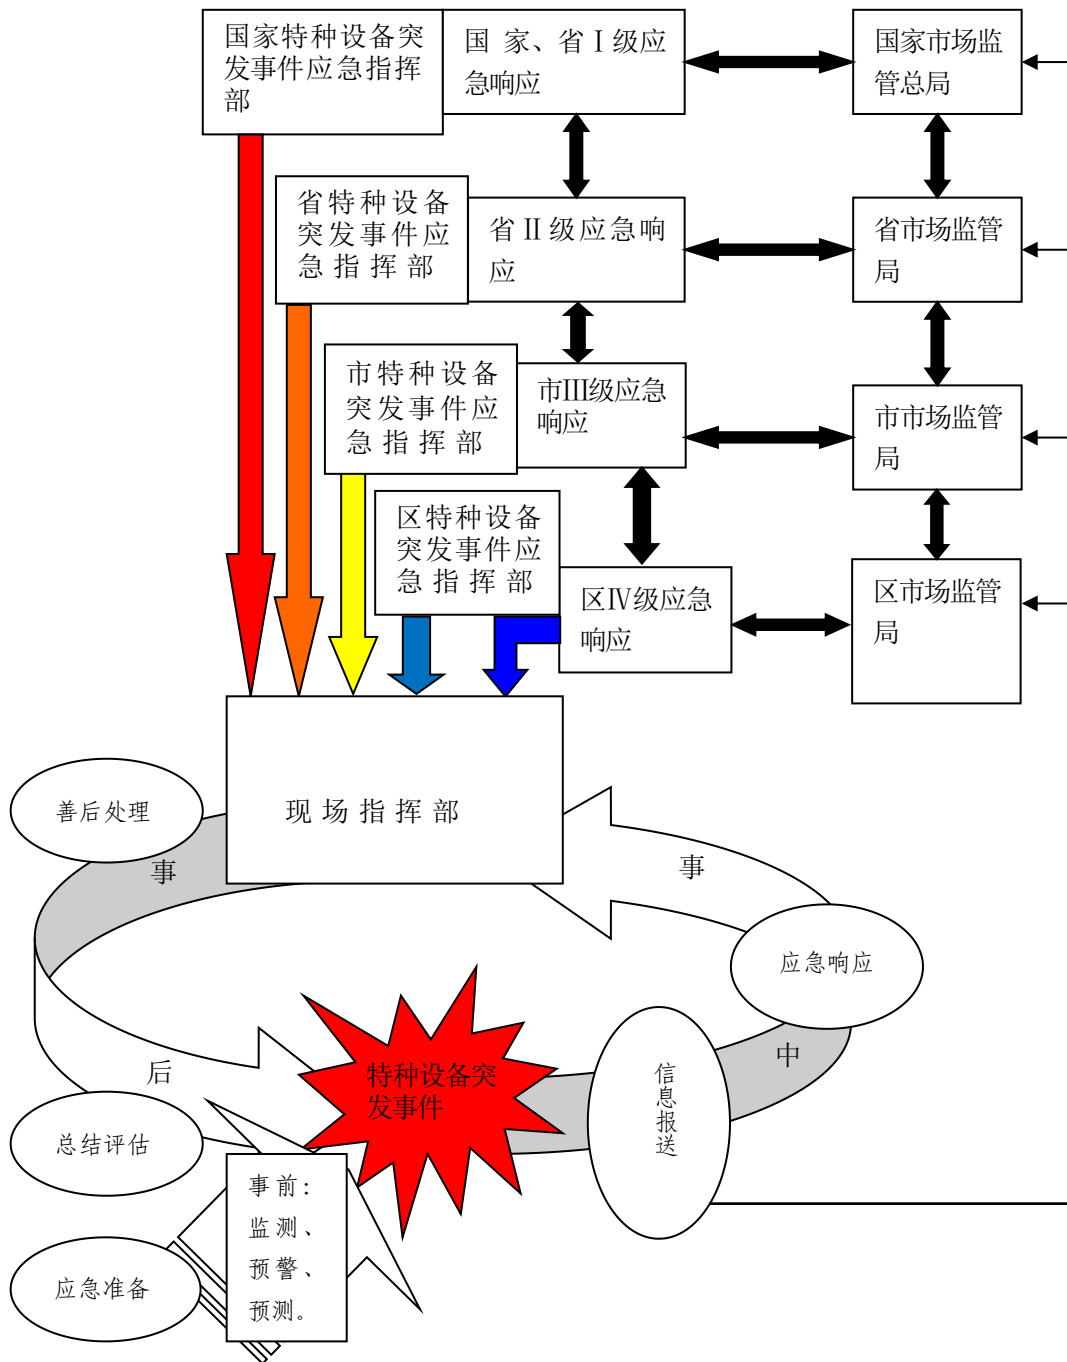 国家特种设备突
发事件应急指挥
部
国 家、省Ⅰ级应
急响应
国家市场监
管总局
省特种设备
突发事件应
急指挥部
省Ⅱ级应急响
应
省市场监管
局
市特种设备
突发事件应
急指挥部
市Ⅲ级应急
响应
市市场监管
局
区特种设备
突发事件应
急指挥部
区Ⅳ级应急
响应
区市场监管
局
现场指挥部
善后处理
事
事
应急响应
中
信息报送
特种设备突
发事件
后
总结评估
事前：
监测、
预警、
预测。
应急准备